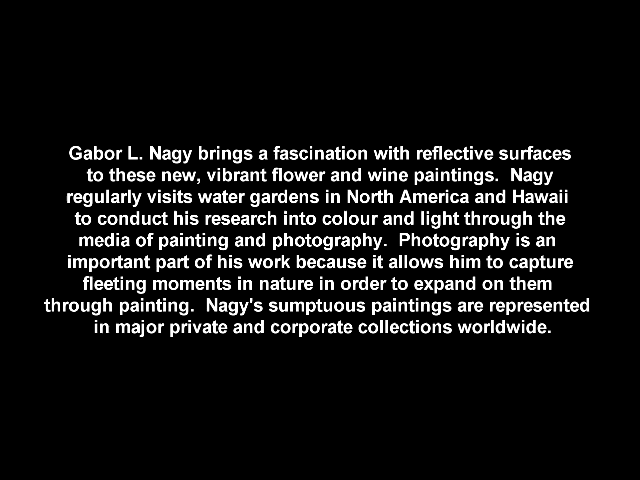 Gabor L. Nagy brings a fascination with reflective surfaces
to these new, vibrant flower and wine paintings.  Nagy
regularly visits water gardens in North America and Hawaii
to conduct his research into colour and light through the
media of painting and photography.  Photography is an
important part of his work because it allows him to capture
fleeting moments in nature in order to expand on them
through painting.  Nagy's sumptuous paintings are represented
in major private and corporate collections worldwide.